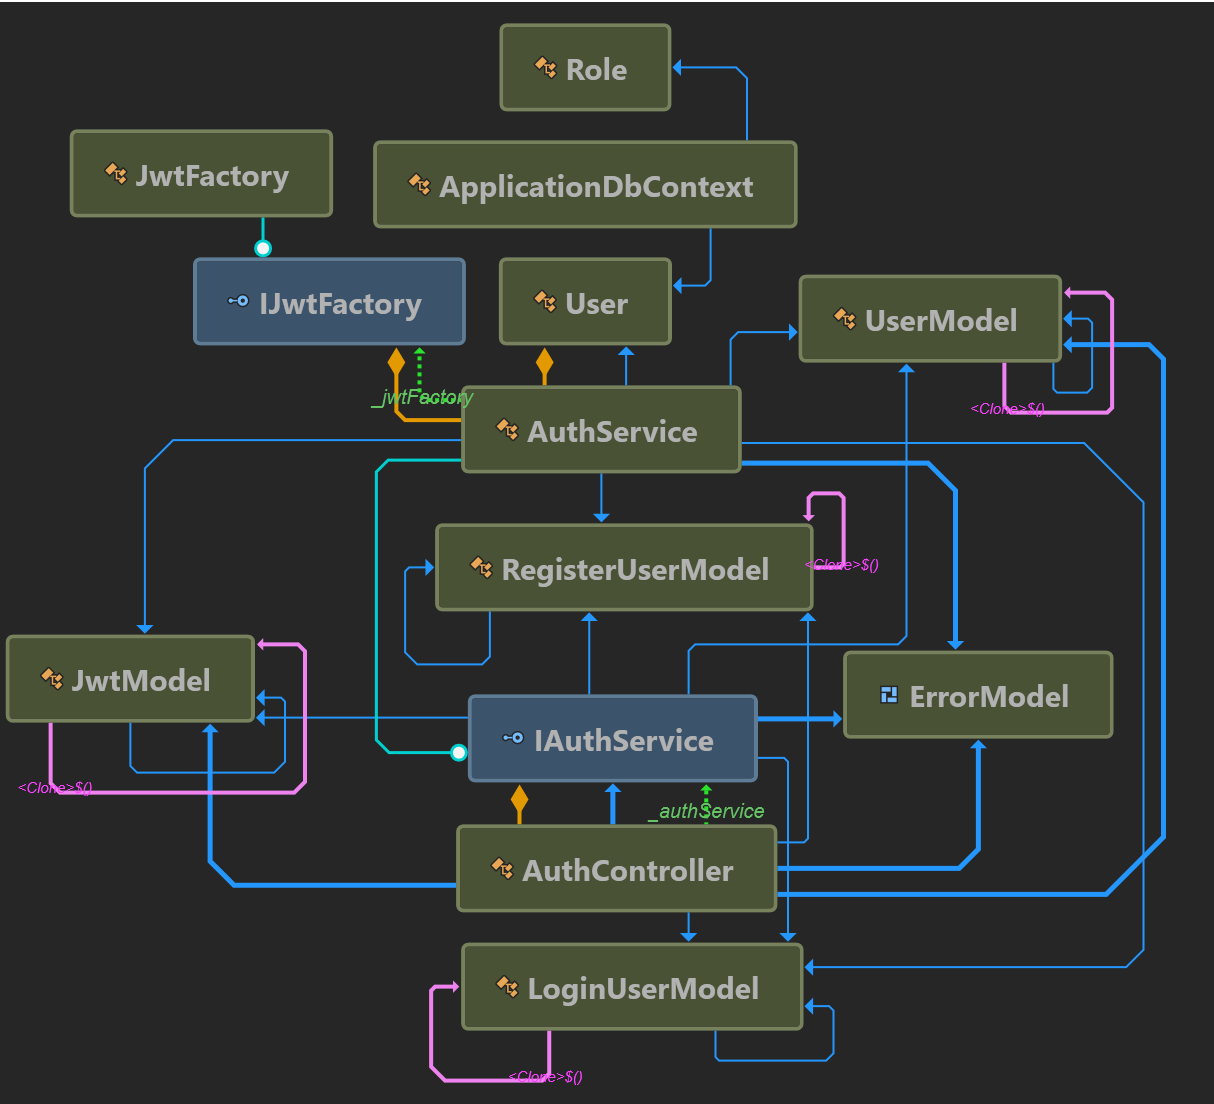 Role
JwtFactory
ApplicationDbContext
IJwtFactory
User
UserModel
_jwtFactory
<Clone>$()
AuthService
RegisterUserModel
<Clone>$()
JwtModel
ErrorModel
IAuthService
<Clone>$()
_authService
AuthController
LoginUserModel
<Clone>$()